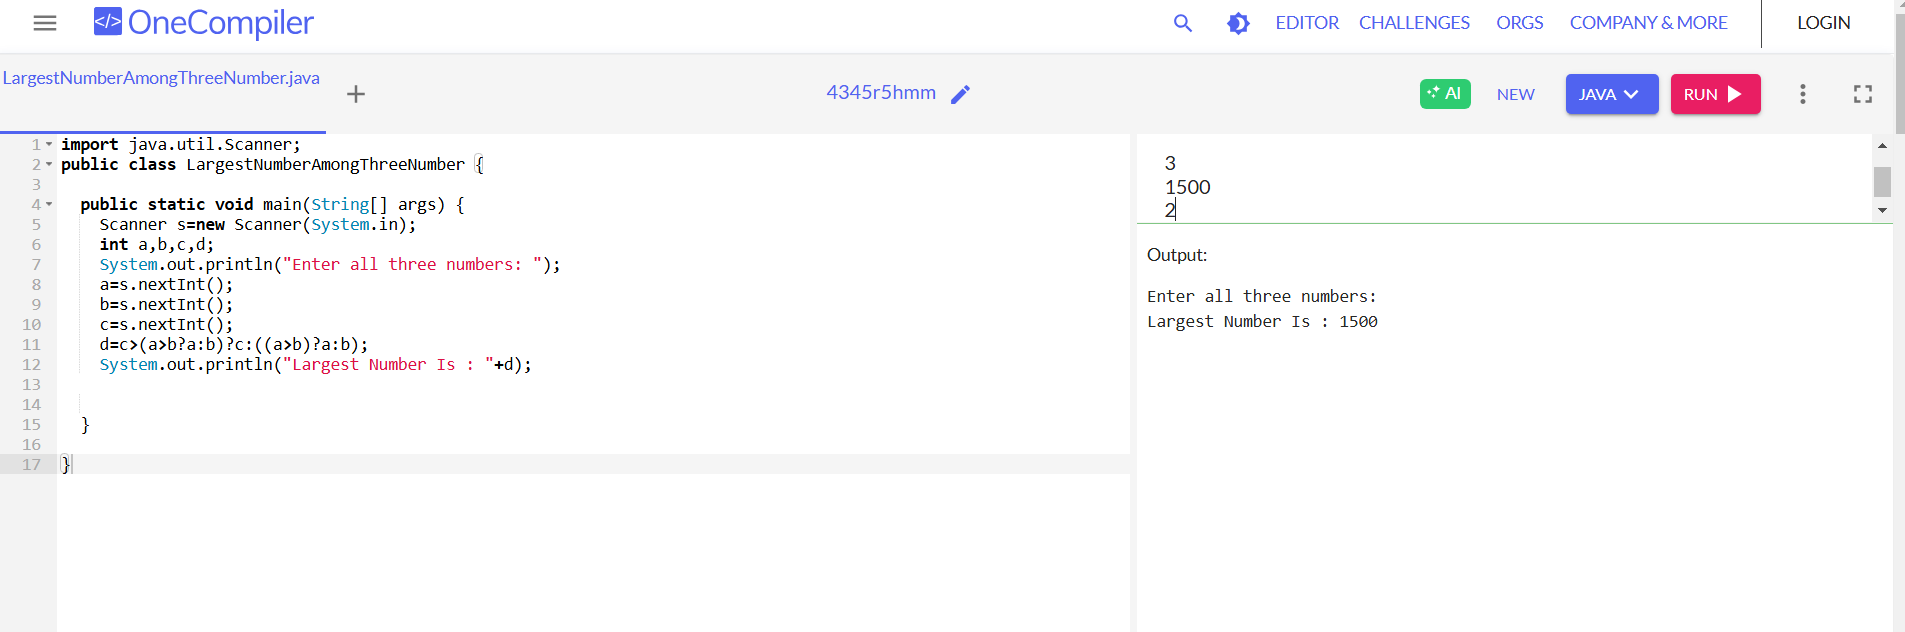 </> OneCompiler
EDITOR CHALLENGES ORGS COMPANY & MORE LOGIN
LargestNumberAmongThreeNumber.java
4345r5hmm
AI NEW JAVA RUN
1 import java.util.Scanner;
2 public class LargestNumberAmongThreeNumber {
3
4 public static void main(String[] args) {
5 Scanner s=new Scanner(System.in);
6 int a,b,c,d;
7 System.out.println("Enter all three numbers: ");
8 a=s.nextInt();
9 b=s.nextInt();
10 c=s.nextInt();
11 d=c>(a>b?a:b)?c:((a>b)?a:b);
12 System.out.println("Largest Number Is : "+d);
13
14
15 }
16
17 }
3
1500
2
Output:
Enter all three numbers:
Largest Number Is : 1500